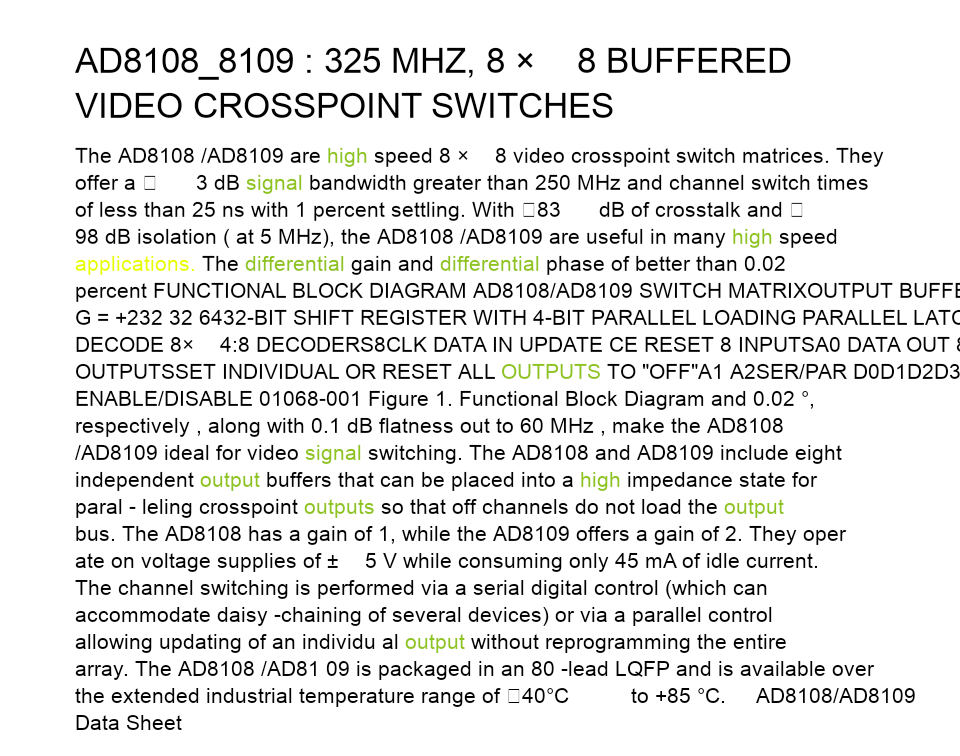 AD8108_8109 : 325 MHZ, 8 × 8 BUFFERED
VIDEO CROSSPOINT SWITCHES
The AD8108 /AD8109 are high speed 8 × 8 video crosspoint switch matrices. They
offer a □ 3 dB signal bandwidth greater than 250 MHz and channel switch times
of less than 25 ns with 1 percent settling. With □83 dB of crosstalk and □
98 dB isolation ( at 5 MHz), the AD8108 /AD8109 are useful in many high speed
applications. The differential gain and differential phase of better than 0.02
percent FUNCTIONAL BLOCK DIAGRAM AD8108/AD8109 SWITCH MATRIXOUTPUT BUFFE
G = +232 32 6432-BIT SHIFT REGISTER WITH 4-BIT PARALLEL LOADING PARALLEL LATC
DECODE 8× 4:8 DECODERS8CLK DATA IN UPDATE CE RESET 8 INPUTSA0 DATA OUT 8
OUTPUTSSET INDIVIDUAL OR RESET ALL OUTPUTS TO "OFF"A1 A2SER/PAR D0D1D2D3
ENABLE/DISABLE 01068-001 Figure 1. Functional Block Diagram and 0.02 °,
respectively , along with 0.1 dB flatness out to 60 MHz , make the AD8108
/AD8109 ideal for video signal switching. The AD8108 and AD8109 include eight
independent output buffers that can be placed into a high impedance state for
paral - leling crosspoint outputs so that off channels do not load the output
bus. The AD8108 has a gain of 1, while the AD8109 offers a gain of 2. They oper
ate on voltage supplies of ± 5 V while consuming only 45 mA of idle current.
The channel switching is performed via a serial digital control (which can
accommodate daisy -chaining of several devices) or via a parallel control
allowing updating of an individu al output without reprogramming the entire
array. The AD8108 /AD81 09 is packaged in an 80 -lead LQFP and is available over
the extended industrial temperature range of □40°C to +85 °C. AD8108/AD8109
Data Sheet